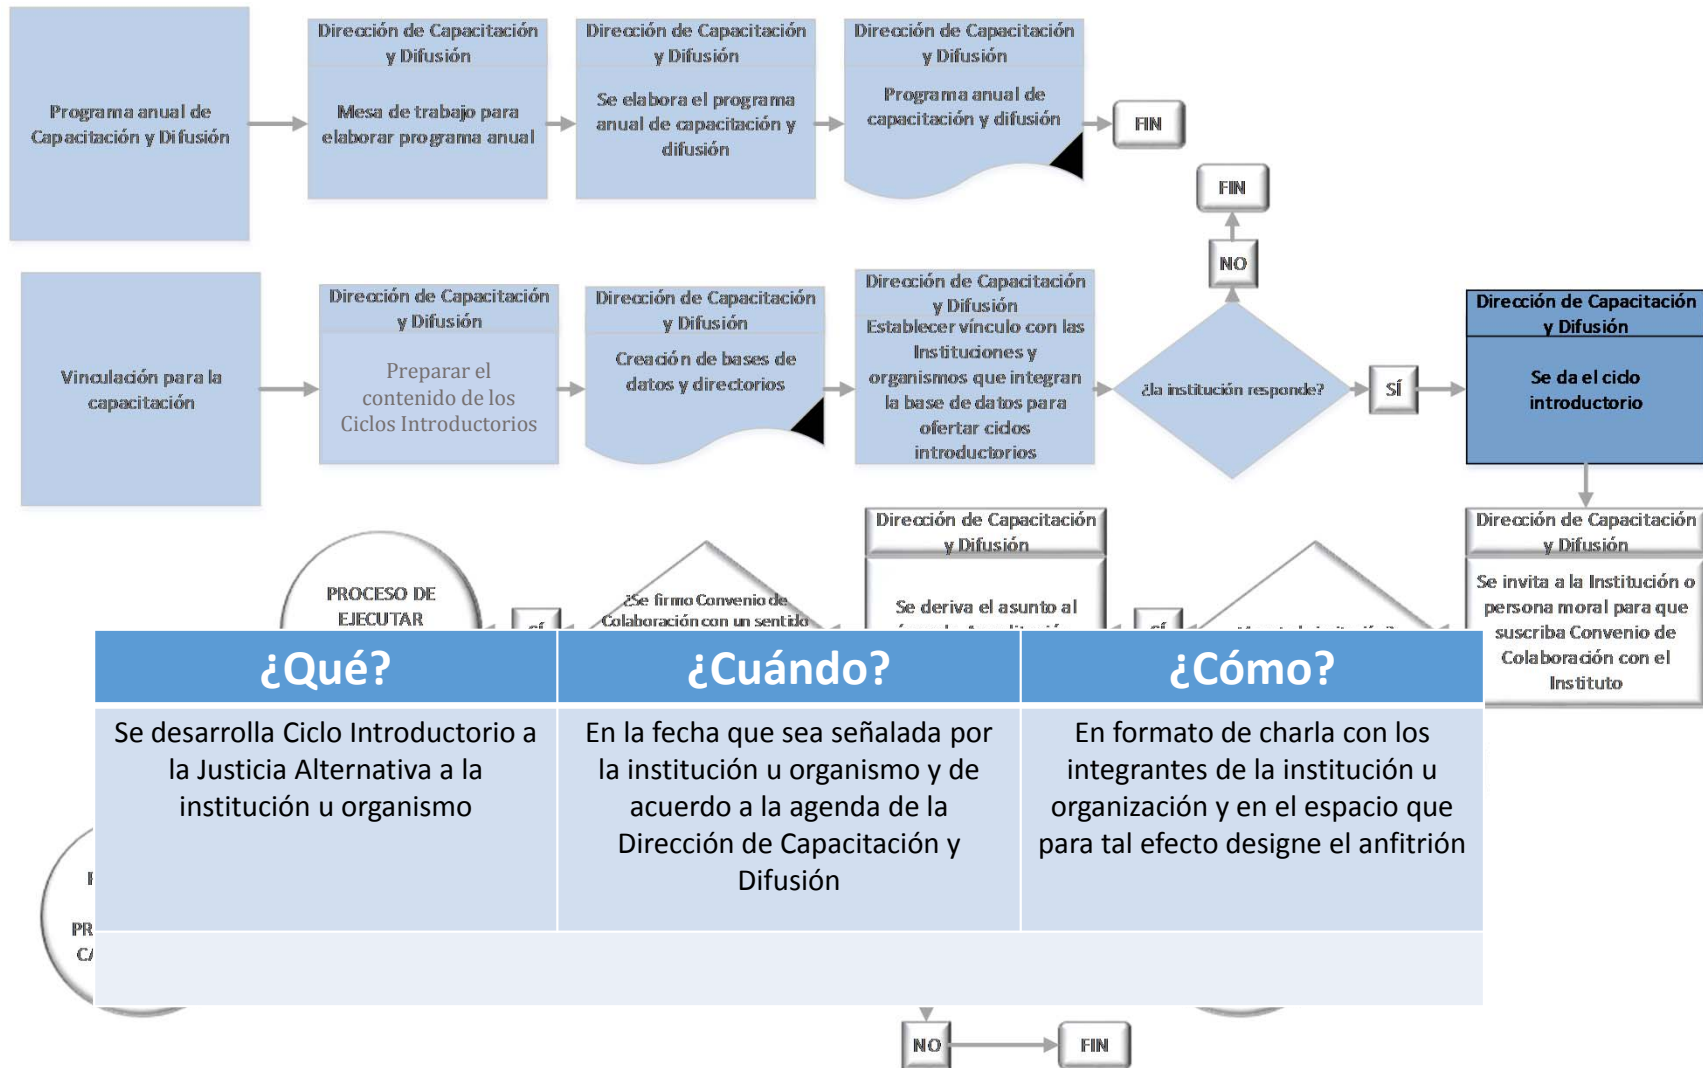 Programa anual de
Capacitación y Difusión
Dirección de Capacitación
y Difusión
Mesa de trabajo para
elaborar programa anual
Dirección de Capacitación
y Difusión
Se elabora el programa
anual de capacitación y
difusión
Dirección de Capacitación
y Difusión
Programa anual de
capacitación y difusión
FIN
FIN
NO
Vinculación para la
capacitación
Dirección de Capacitación
y Difusión
Preparar el
contenido de los
Ciclos Introductorios
Dirección de Capacitación
y Difusión
Creación de bases de
datos y directorios
Dirección de Capacitación
y Difusión
Establecer vínculo con las
Instituciones y
organismos que integran
la base de datos para
ofertar ciclos
introductorios
¿la institución responde?
SÍ
Dirección de Capacitación
y Difusión
Se da el ciclo
introductorio
PROCESO DE
EJECUTAR
¿Se firmo Convenio de
Colaboración con un sentido
Dirección de Capacitación
y Difusión
Se deriva el asunto al
Dirección de Capacitación
y Difusión
Se invita a la Institución o
persona moral para que
suscriba Convenio de
Colaboración con el
Instituto
¿Qué?
¿Cuándo?
¿Cómo?
Se desarrolla Ciclo Introductorio a
la Justicia Alternativa a la
institución u organismo
En la fecha que sea señalada por
la institución u organismo y de
acuerdo a la agenda de la
Dirección de Capacitación y
Difusión
En formato de charla con los
integrantes de la institución u
organización y en el espacio que
para tal efecto designe el anfitrión
NO
FIN